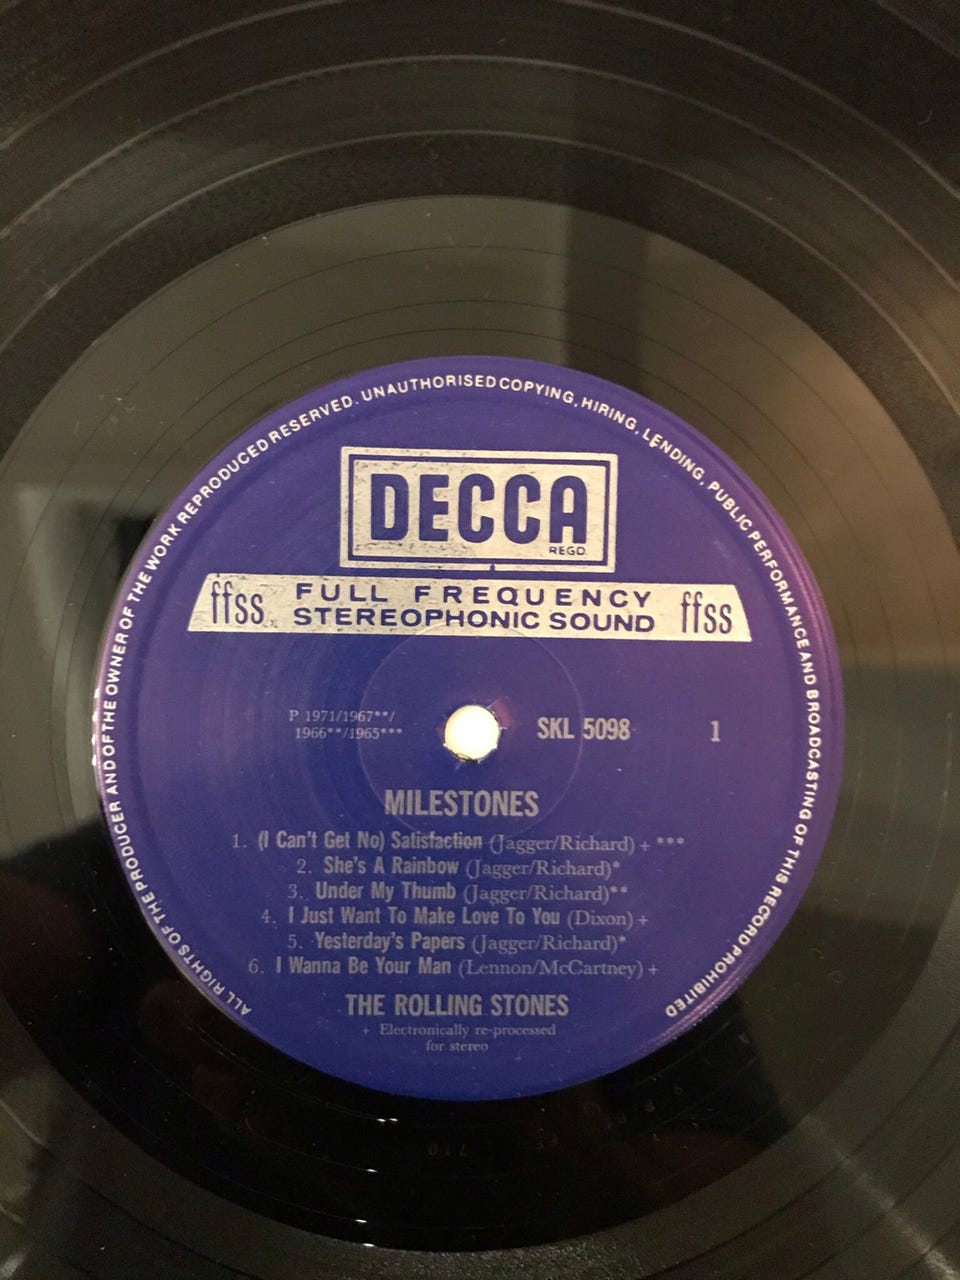 ALL RIGHTS OF THE PRODUCER AND OF THE OWNER OF THE WORK REPRODUCED RESERVED. UNAUTHORISED COPYING, HIRING, LENDING, PUBLIC PERFORMANCE AND BROADCASTING OF THIS RECORD PROHIBITED
DECCA
REGD.
ffss FULL FREQUENCY ffss
STEREOPHONIC SOUND
P 1971/1967**/
1966**/1965***
SKL 5098 1
MILESTONES
1. (I Can't Get No) Satisfaction (Jagger/Richard) + ***
2. She's A Rainbow (Jagger/Richard)*
3. Under My Thumb (Jagger/Richard)**
4. I Just Want To Make Love To You (Dixon) +
5. Yesterday's Papers (Jagger/Richard)*
6. I Wanna Be Your Man (Lennon/McCartney) +
THE ROLLING STONES
+ Electronically re-processed
for stereo